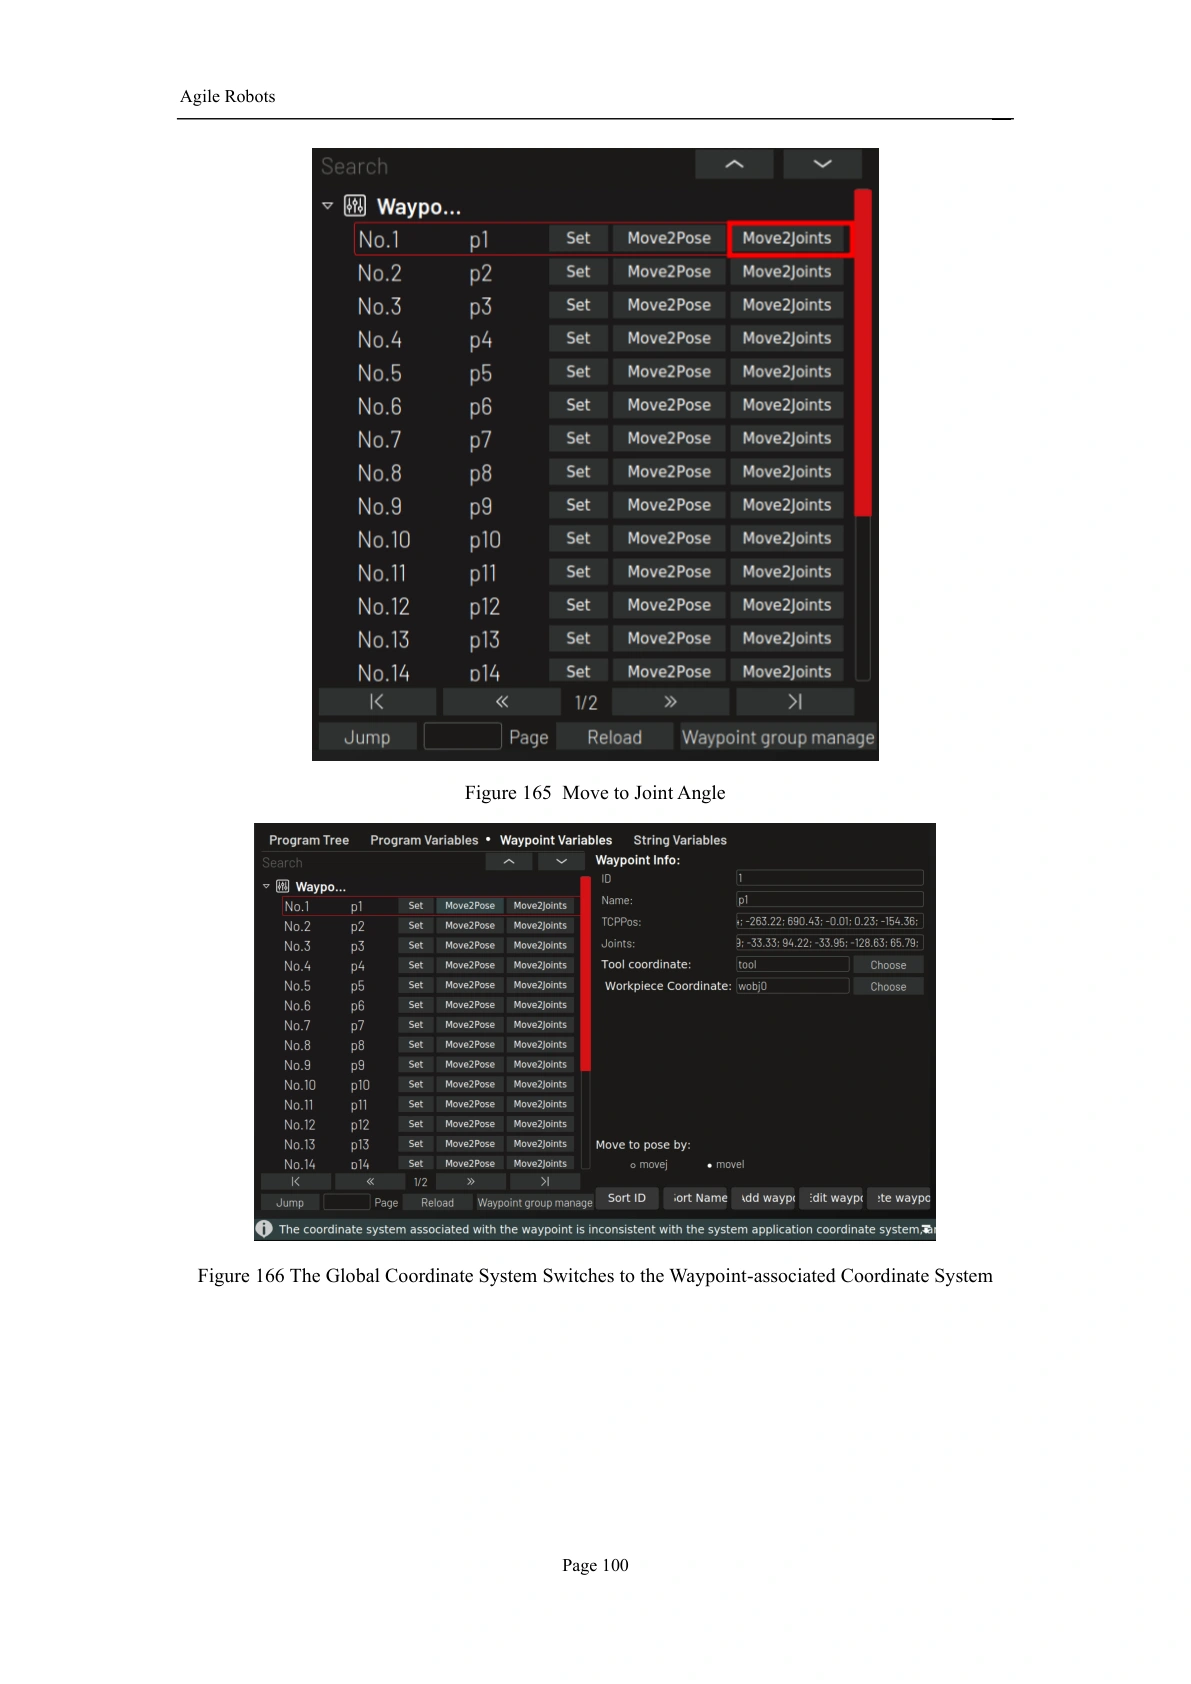 Agile Robots
Search
Waypo...
No.1 p1 Set Move2Pose Move2Joints
No.2 p2 Set Move2Pose Move2Joints
No.3 p3 Set Move2Pose Move2Joints
No.4 p4 Set Move2Pose Move2Joints
No.5 p5 Set Move2Pose Move2Joints
No.6 p6 Set Move2Pose Move2Joints
No.7 p7 Set Move2Pose Move2Joints
No.8 p8 Set Move2Pose Move2Joints
No.9 p9 Set Move2Pose Move2Joints
No.10 p10 Set Move2Pose Move2Joints
No.11 p11 Set Move2Pose Move2Joints
No.12 p12 Set Move2Pose Move2Joints
No.13 p13 Set Move2Pose Move2Joints
No.14 p14 Set Move2Pose Move2Joints
1/2
Jump Page Reload Waypoint group manage
Figure 165 Move to Joint Angle
Program Tree Program Variables • Waypoint Variables String Variables
Search
Waypo...
No.1 p1 Set Move2Pose Move2Joints
No.2 p2 Set Move2Pose Move2Joints
No.3 p3 Set Move2Pose Move2Joints
No.4 p4 Set Move2Pose Move2Joints
No.5 p5 Set Move2Pose Move2Joints
No.6 p6 Set Move2Pose Move2Joints
No.7 p7 Set Move2Pose Move2Joints
No.8 p8 Set Move2Pose Move2Joints
No.9 p9 Set Move2Pose Move2Joints
No.10 p10 Set Move2Pose Move2Joints
No.11 p11 Set Move2Pose Move2Joints
No.12 p12 Set Move2Pose Move2Joints
No.13 p13 Set Move2Pose Move2Joints
No.14 p14 Set Move2Pose Move2Joints
1/2
Jump Page Reload Waypoint group manage
Waypoint Info:
ID 1
Name: p1
TCPPos: ; -263.22; 690.43; -0.01; 0.23; -154.36;
Joints: 9; -33.33; 94.22; -33.95; -128.63; 65.79;
Tool coordinate: tool Choose
Workpiece Coordinate: wobj0 Choose
Move to pose by:
movej movel
Sort ID ort Name dd wayp dit wayp te waypo
The coordinate system associated with the waypoint is inconsistent with the system application coordinate system,
Figure 166 The Global Coordinate System Switches to the Waypoint-associated Coordinate System
Page 100